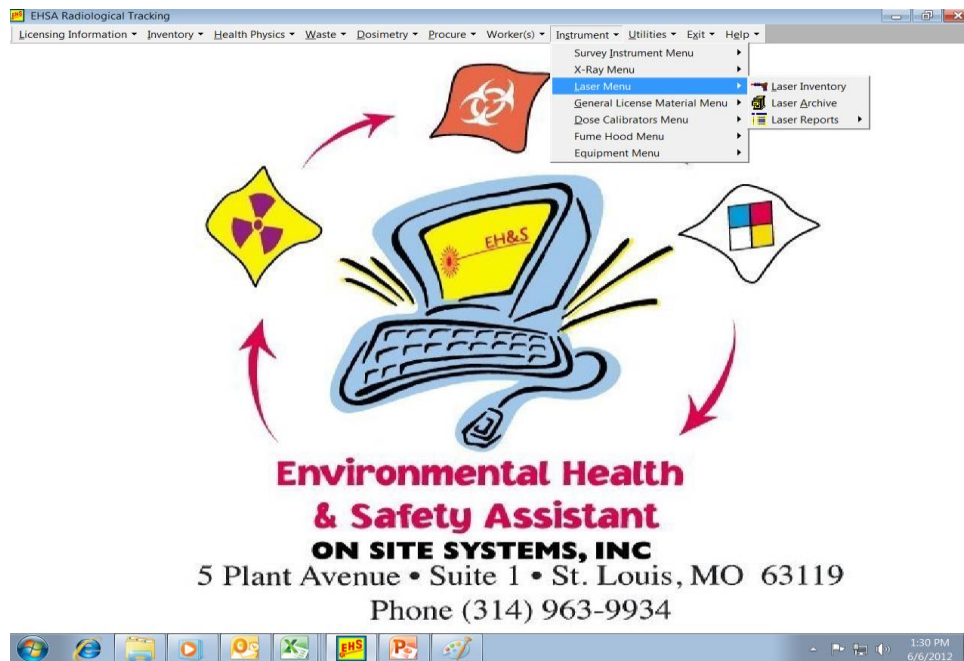 EHS EHSA Radiological Tracking
Licensing Information Inventory Health Physics Waste Dosimetry Procure Worker(s) Instrument Utilities Exit Help
Survey Instrument Menu
X-Ray Menu
Laser Menu
General License Material Menu
Dose Calibrators Menu
Fume Hood Menu
Equipment Menu
Laser Inventory
Laser Archive
Laser Reports
EH&S
Environmental Health
& Safety Assistant
ON SITE SYSTEMS, INC
5 Plant Avenue • Suite 1 • St. Louis, MO 63119
Phone (314) 963-9934
EHS
1:30 PM
6/6/2012